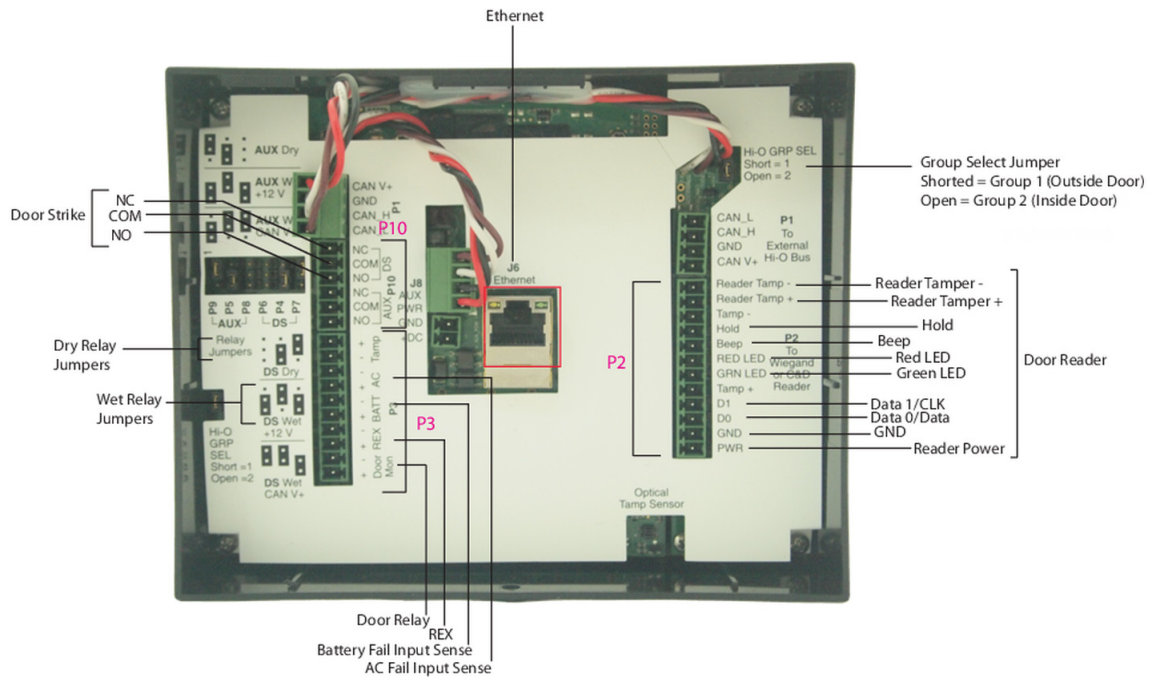 Ethernet
AUX Dry
AUX W
+12 V
AUX W
CAN V+
Door Strike
NC
COM
NO
CAN V+
GND
CAN_H
CAN_L
P1
P10
NC
COM
NO
DS
NC
COM
NO
AUX
P10
P9
P5
P8
P6
P4
P7
AUX
DS
Relay
Jumpers
DS Dry
DS Wet
+12 V
DS Wet
CAN V+
Dry Relay
Jumpers
Wet Relay
Jumpers
Hi-O
GRP
SEL
Short =1
Open =2
J8
AUX
PWR
GND
+DC
J6
Ethernet
+ Tamp -
+ AC -
+ BATT -
+ REX -
+ Door Mon -
P3
P3
Door Relay
REX
Battery Fail Input Sense
AC Fail Input Sense
Hi-O GRP SEL
Short = 1
Open = 2
Group Select Jumper
Shorted = Group 1 (Outside Door)
Open = Group 2 (Inside Door)
CAN_L
CAN_H
GND
CAN V+
P1
To
External
Hi-O Bus
P2
Reader Tamp -
Reader Tamp +
Tamp -
Hold
Beep
RED LED
GRN LED
Tamp +
D1
D0
GND
PWR
P2
To
Wiegand
or C&D
Reader
Reader Tamper -
Reader Tamper +
Hold
Beep
Red LED
Green LED
Data 1/CLK
Data 0/Data
GND
Reader Power
Door Reader
Optical
Tamp Sensor